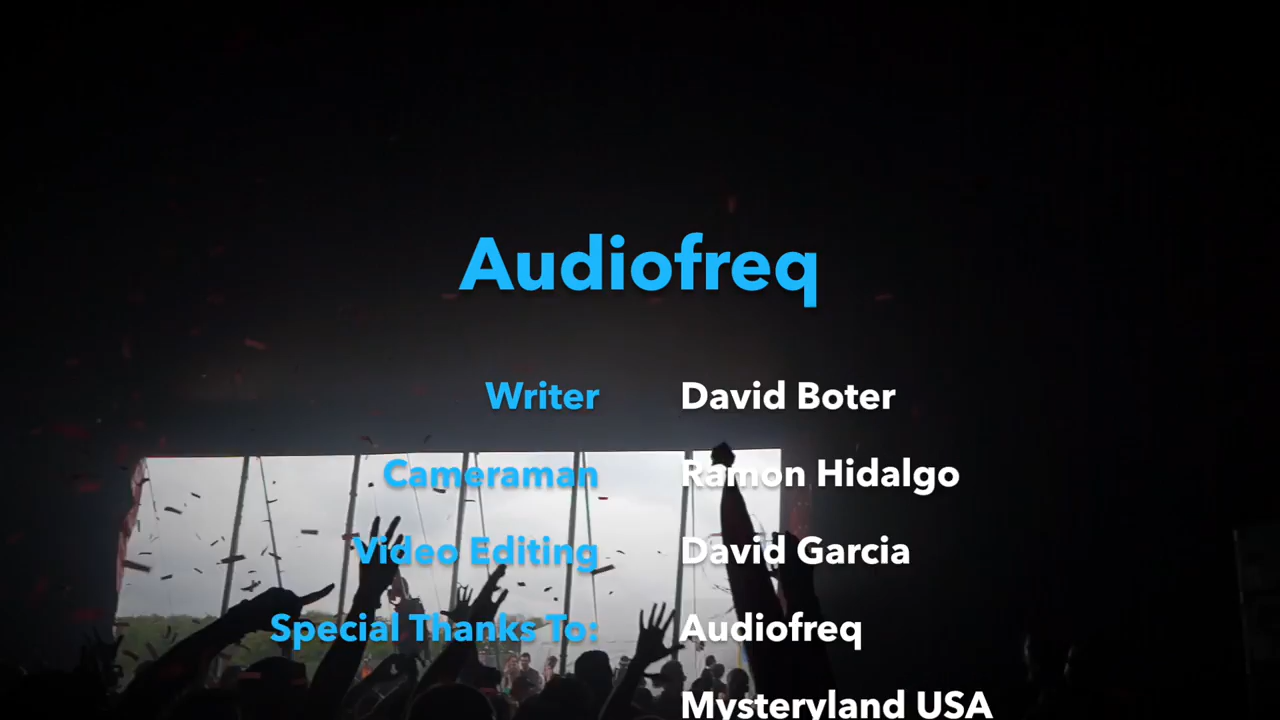 Audiofreq
Writer David Boter
Cameraman Ramon Hidalgo
Video Editing David Garcia
Special Thanks To: Audiofreq
Mysteryland USA